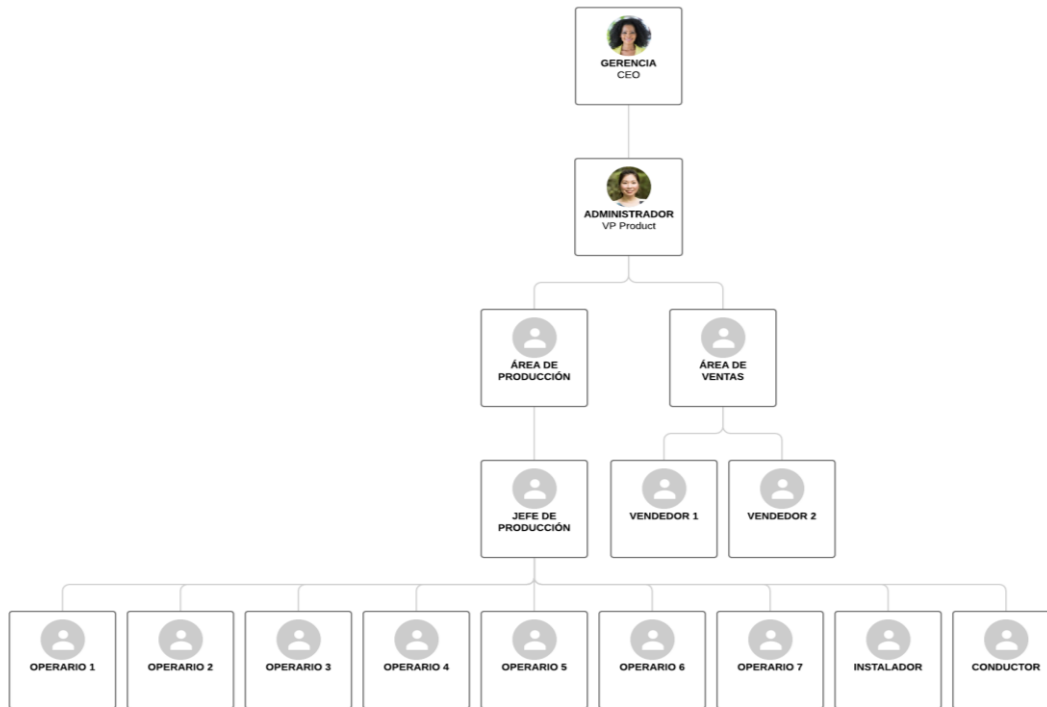 GERENCIA
CEO
ADMINISTRADOR
VP Product
ÁREA DE
PRODUCCIÓN
ÁREA DE
VENTAS
JEFE DE
PRODUCCIÓN
VENDEDOR 1
VENDEDOR 2
OPERARIO 1
OPERARIO 2
OPERARIO 3
OPERARIO 4
OPERARIO 5
OPERARIO 6
OPERARIO 7
INSTALADOR
CONDUCTOR